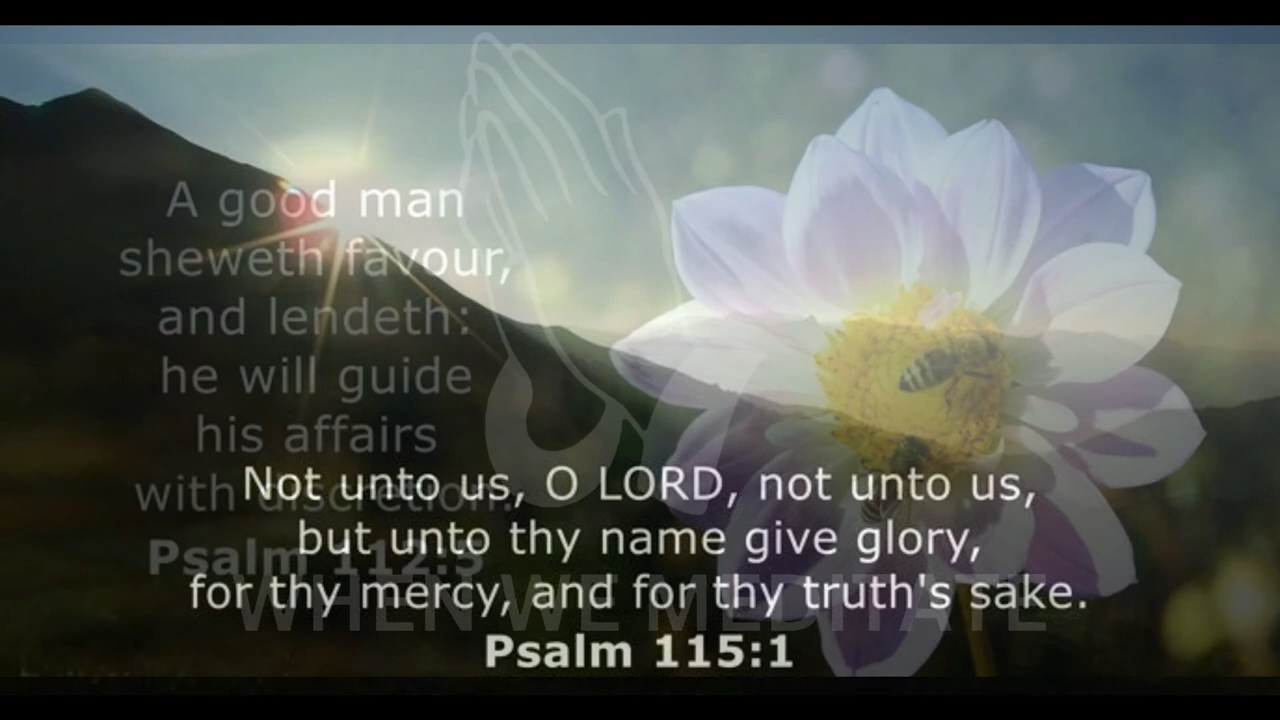 A good man
sheweth favour,
and lendeth:
he will guide
his affairs
with discretion.
Psalm 112:5
Not unto us, O LORD, not unto us,
but unto thy name give glory,
for thy mercy, and for thy truth's sake.
Psalm 115:1
WHEN WE MEDITATE